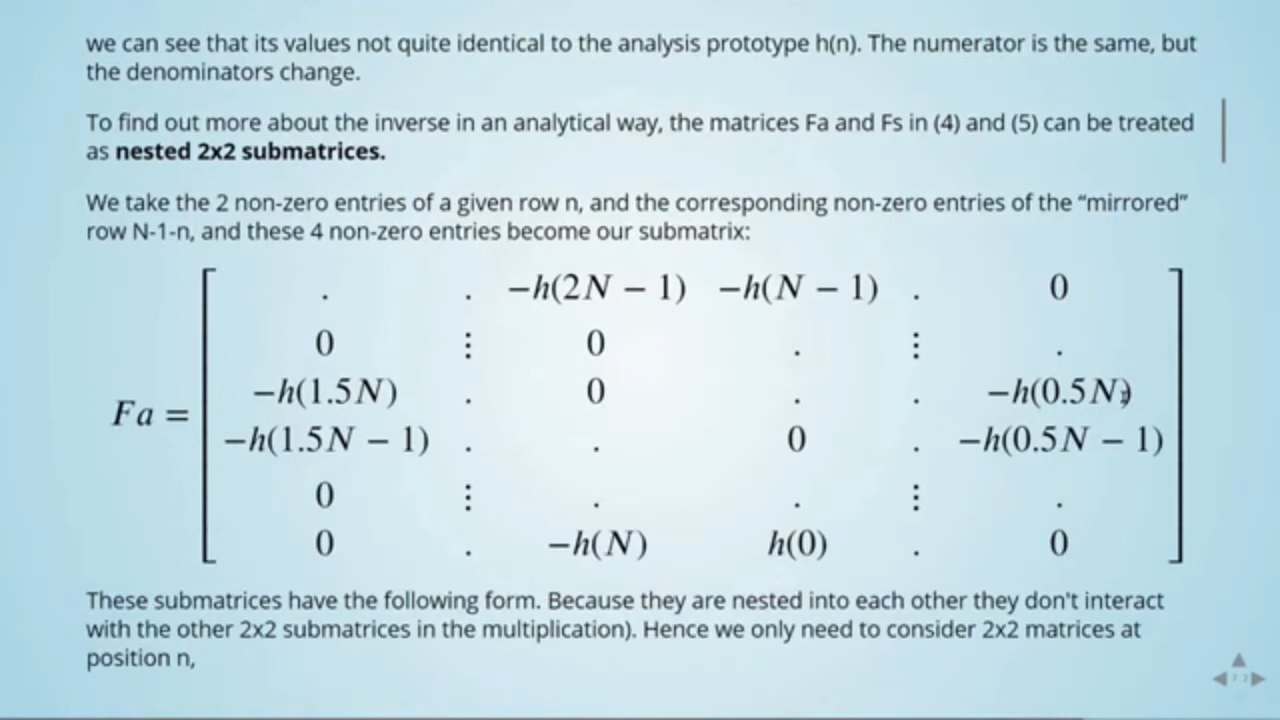 we can see that its values not quite identical to the analysis prototype h(n). The numerator is the same, but
the denominators change.
To find out more about the inverse in an analytical way, the matrices Fa and Fs in (4) and (5) can be treated
as nested 2x2 submatrices.
We take the 2 non-zero entries of a given row n, and the corresponding non-zero entries of the “mirrored”
row N-1-n, and these 4 non-zero entries become our submatrix:
. . −h(2N − 1) −h(N − 1) . 0
0 ⋮ 0 . ⋮ .
−h(1.5N) . 0 . . −h(0.5N)
Fa =
−h(1.5N − 1) . . 0 . −h(0.5N − 1)
0 ⋮ . . ⋮ .
0 . −h(N) h(0) . 0
These submatrices have the following form. Because they are nested into each other they don't interact
with the other 2x2 submatrices in the multiplication). Hence we only need to consider 2x2 matrices at
position n,